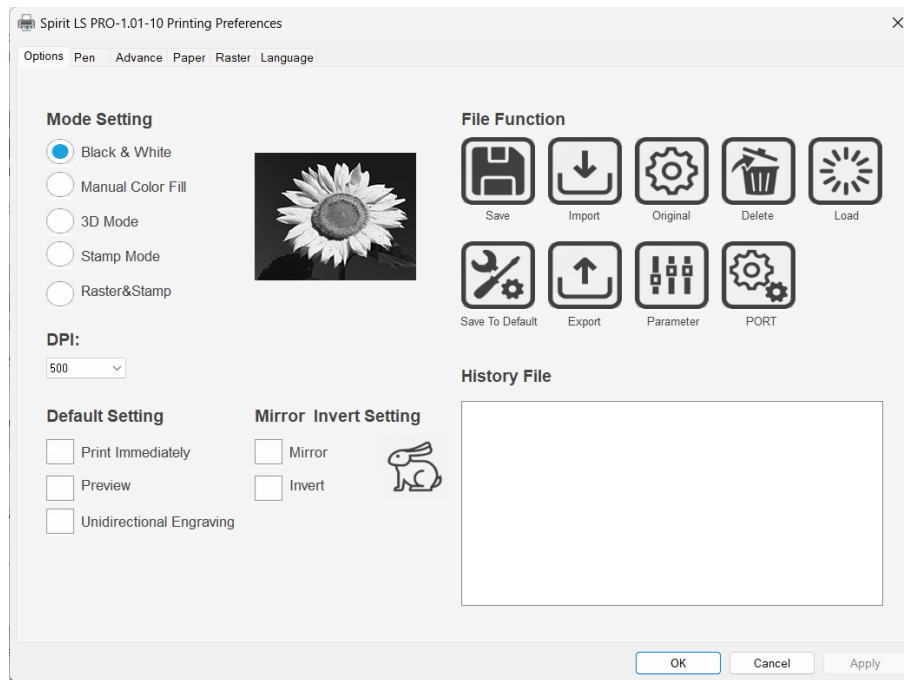 Spirit LS PRO-1.01-10 Printing Preferences
Options Pen Advance Paper Raster Language
Mode Setting
Black & White
Manual Color Fill
3D Mode
Stamp Mode
Raster&Stamp
DPI:
500
Default Setting
Print Immediately
Preview
Unidirectional Engraving
Mirror Invert Setting
Mirror
Invert
File Function
Save Import Original Delete Load
Save To Default Export Parameter PORT
History File
OK Cancel Apply